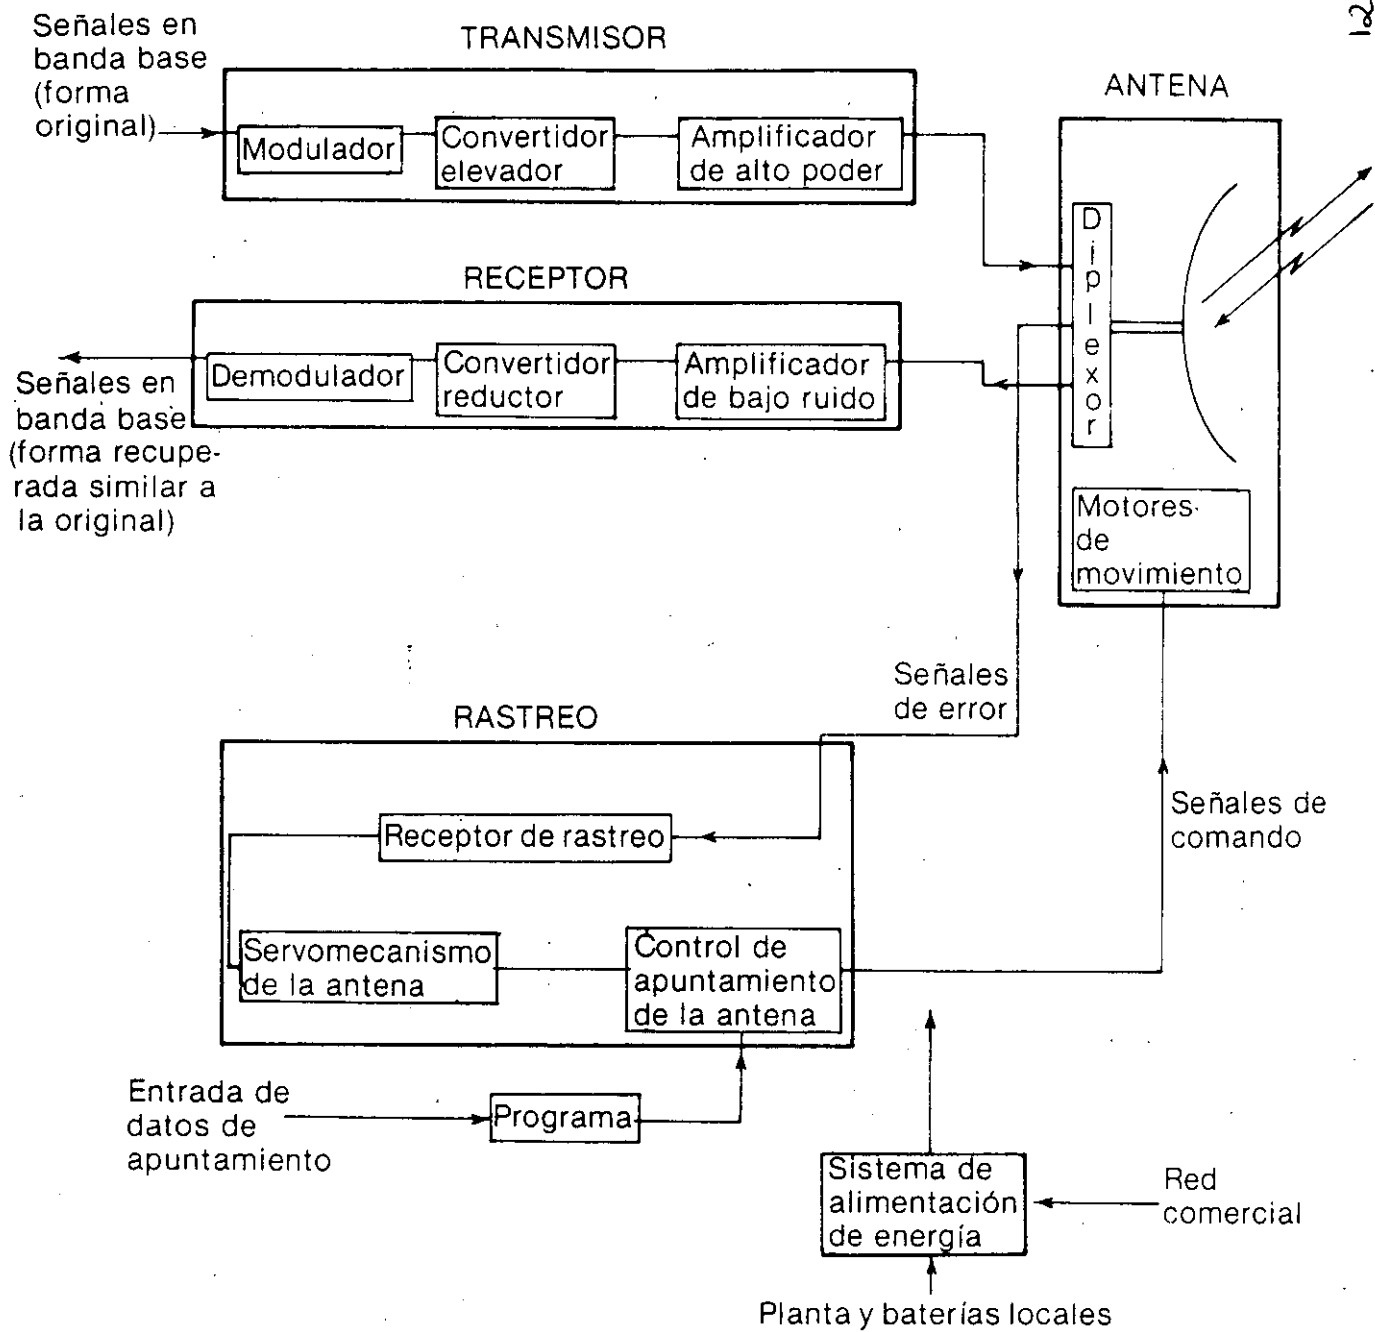 12
Señales en
banda base
(forma
original)
TRANSMISOR
Modulador
Convertidor
elevador
Amplificador
de alto poder
ANTENA
Diplexor
Motores
de
movimiento
RECEPTOR
Demodulador
Convertidor
reductor
Amplificador
de bajo ruido
Señales en
banda base
(forma recupe-
rada similar a
la original)
Señales
de error
RASTREO
Receptor de rastreo
Servomecanismo
de la antena
Control de
apuntamiento
de la antena
Señales de
comando
Entrada de
datos de
apuntamiento
Programa
Sistema de
alimentación
de energía
Red
comercial
Planta y baterías locales